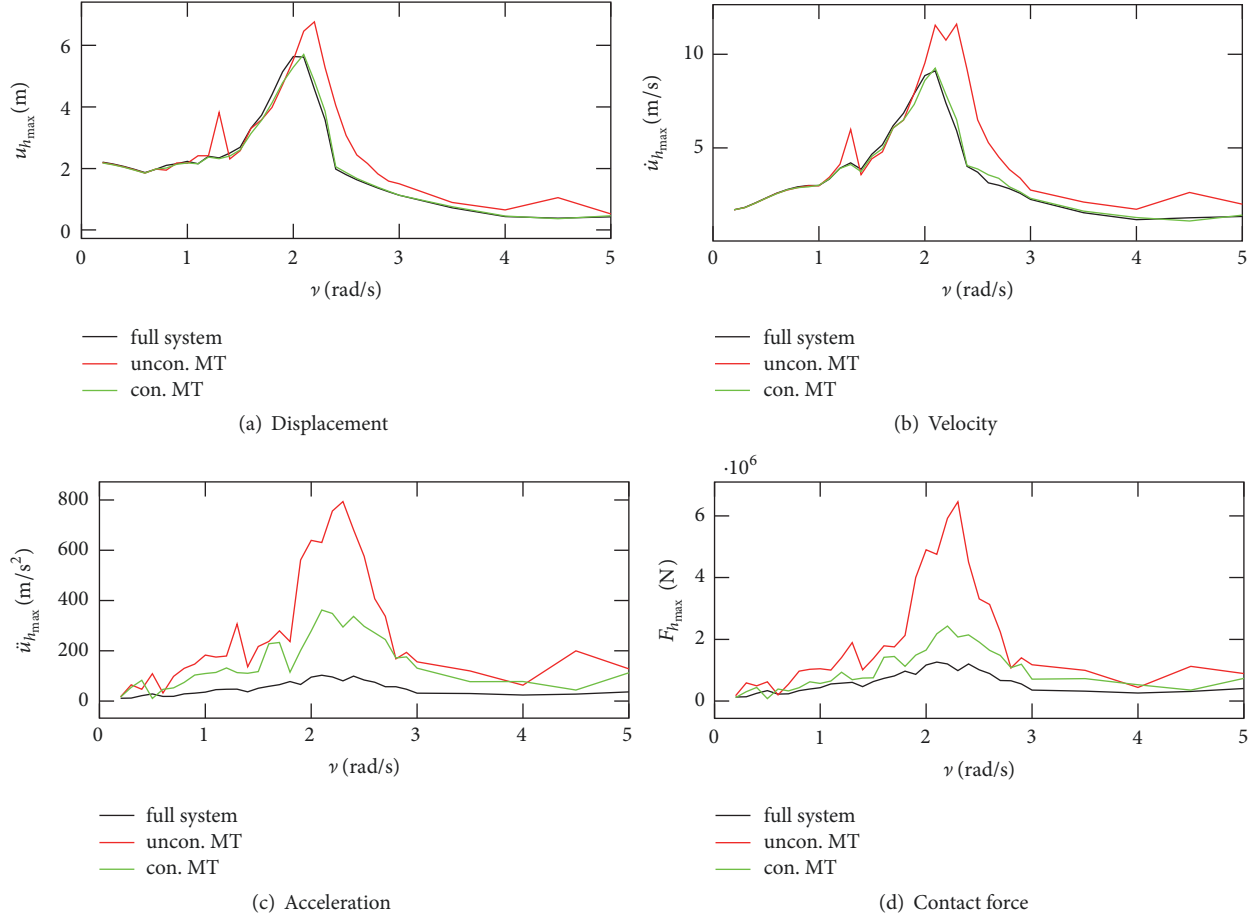 6
4
2
0
u_{h_max} (m)
0 1 2 3 4 5
ν (rad/s)
full system
uncon. MT
con. MT
(a) Displacement
10
5
u̇_{h_max} (m/s)
0 1 2 3 4 5
ν (rad/s)
full system
uncon. MT
con. MT
(b) Velocity
800
600
400
200
0
ü_{h_max} (m/s²)
0 1 2 3 4 5
ν (rad/s)
full system
uncon. MT
con. MT
(c) Acceleration
·10⁶
6
4
2
0
F_{h_max} (N)
0 1 2 3 4 5
ν (rad/s)
full system
uncon. MT
con. MT
(d) Contact force